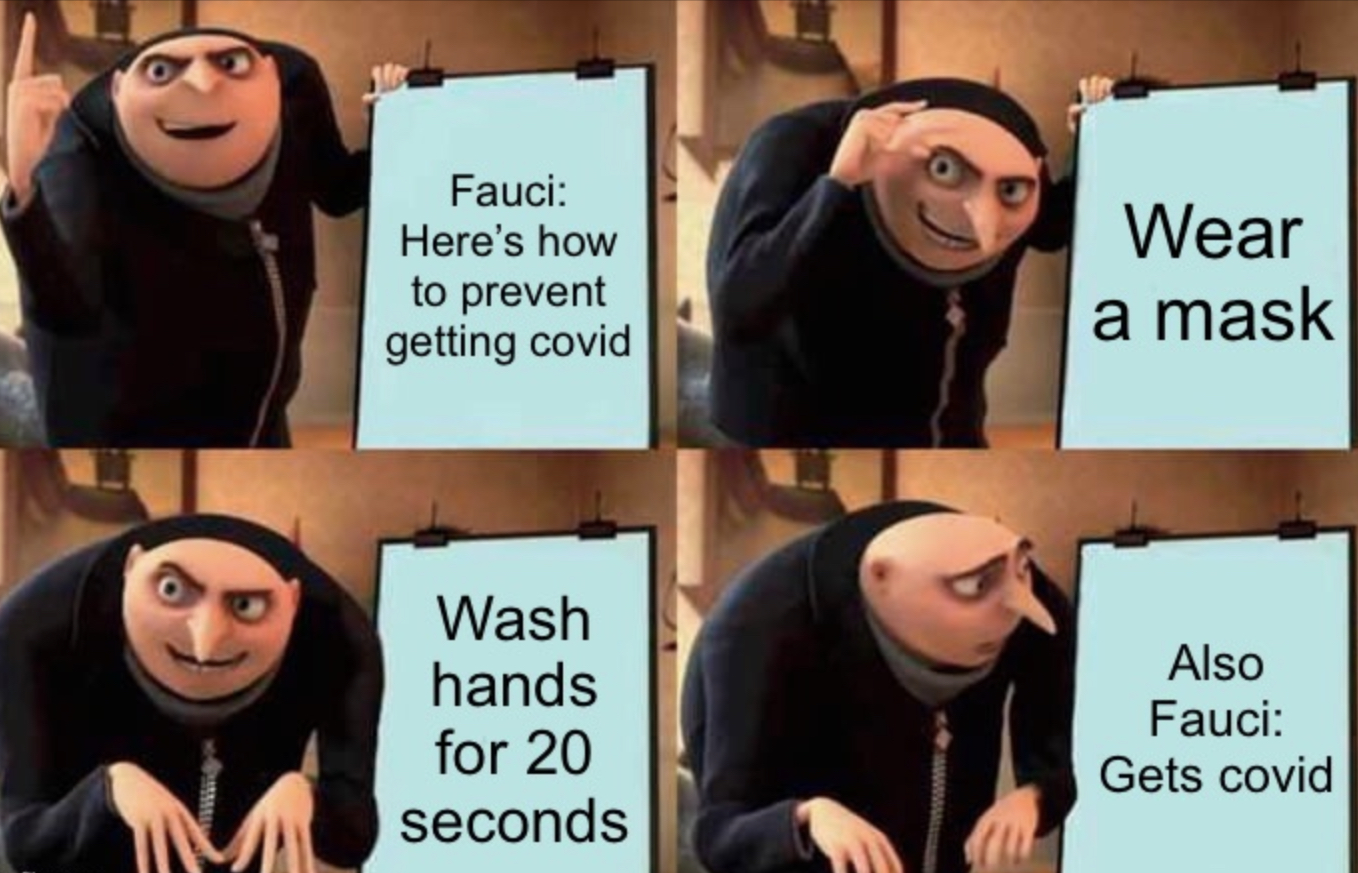 Fauci:
Here’s how
to prevent
getting covid
Wear
a mask
Wash
hands
for 20
seconds
Also
Fauci:
Gets covid